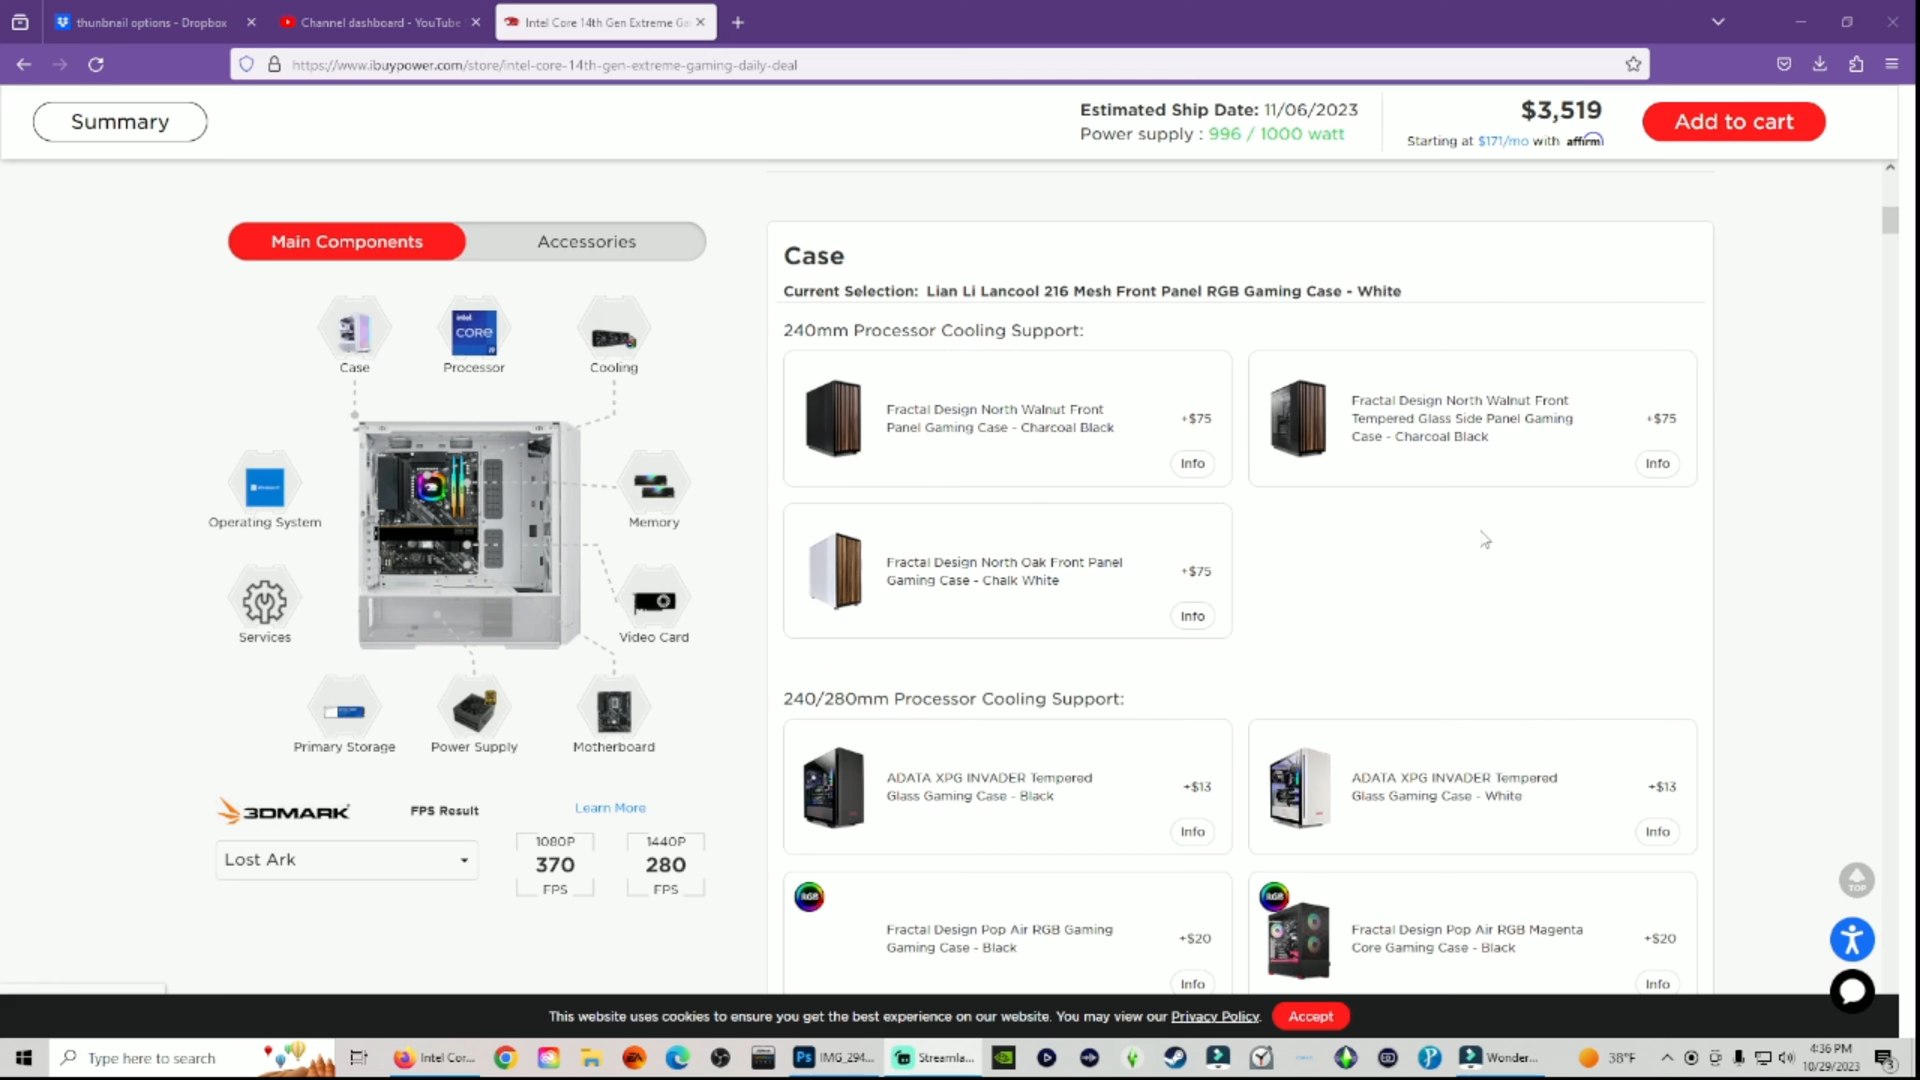 thunbnail options - Dropbox
Channel dashboard - YouTube
Intel Core 14th Gen Extreme Ga
https://www.ibuypower.com/store/intel-core-14th-gen-extreme-gaming-daily-deal
Summary
Estimated Ship Date: 11/06/2023
Power supply : 996 / 1000 watt
$3,519
Starting at $171/mo with affirm
Add to cart
Main Components
Accessories
Case
Processor
Cooling
Operating System
Memory
Services
Video Card
Primary Storage
Power Supply
Motherboard
3DMARK
FPS Result
Learn More
Lost Ark
1080P
370
FPS
1440P
280
FPS
Case
Current Selection: Lian Li Lancool 216 Mesh Front Panel RGB Gaming Case - White
240mm Processor Cooling Support:
Fractal Design North Walnut Front
Panel Gaming Case - Charcoal Black
+$75
Info
Fractal Design North Walnut Front
Tempered Glass Side Panel Gaming
Case - Charcoal Black
+$75
Info
Fractal Design North Oak Front Panel
Gaming Case - Chalk White
+$75
Info
240/280mm Processor Cooling Support:
ADATA XPG INVADER Tempered
Glass Gaming Case - Black
+$13
Info
ADATA XPG INVADER Tempered
Glass Gaming Case - White
+$13
Info
RGB
Fractal Design Pop Air RGB Gaming
Gaming Case - Black
+$20
Info
RGB
Fractal Design Pop Air RGB Magenta
Core Gaming Case - Black
+$20
Info
TOP
This website uses cookies to ensure you get the best experience on our website. You may view our Privacy Policy.
Accept
Type here to search
Intel Cor...
IMG_294...
Streamla...
Wonder...
38°F
4:36 PM
10/29/2023
3